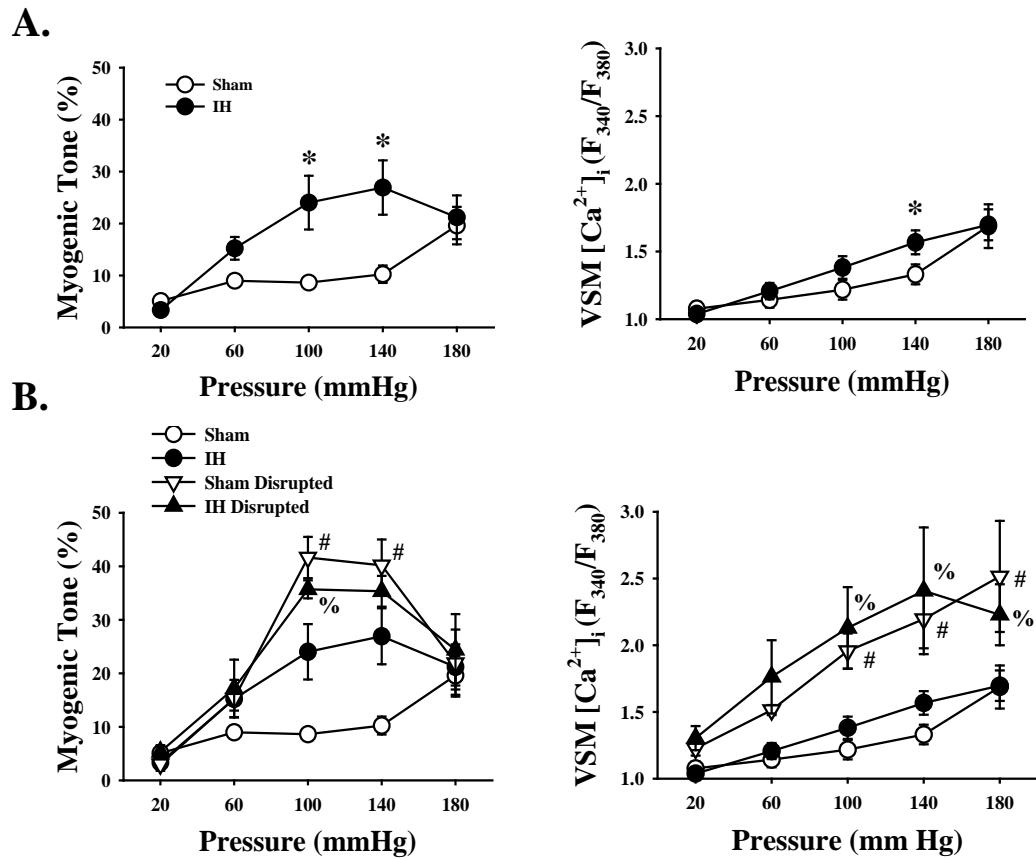 A.
Sham
IH
Myogenic Tone (%)
50
40
30
20
10
0
* *
20 60 100 140 180
Pressure (mmHg)
VSM [Ca²⁺]ᵢ (F₃₄₀/F₃₈₀)
3.0
2.5
2.0
1.5
1.0
*
20 60 100 140 180
Pressure (mmHg)
B.
Sham
IH
Sham Disrupted
IH Disrupted
Myogenic Tone (%)
50
40
30
20
10
0
# #
%
20 60 100 140 180
Pressure (mmHg)
VSM [Ca²⁺]ᵢ (F₃₄₀/F₃₈₀)
3.0
2.5
2.0
1.5
1.0
% % #
# # %
20 60 100 140 180
Pressure (mm Hg)